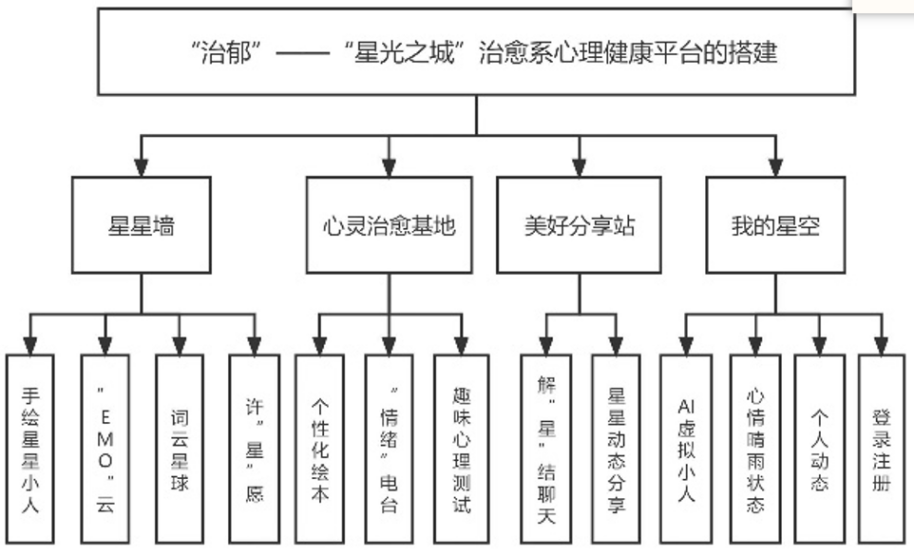 “治郁”——“星光之城”治愈系心理健康平台的搭建
星星墙
心灵治愈基地
美好分享站
我的星空
手绘星星小人
”EMO”云
词云星球
许”星”愿
个性化绘本
“情绪”电台
趣味心理测试
解“星”结聊天
星星动态分享
AI虚拟小人
心情晴雨状态
个人动态
登录注册